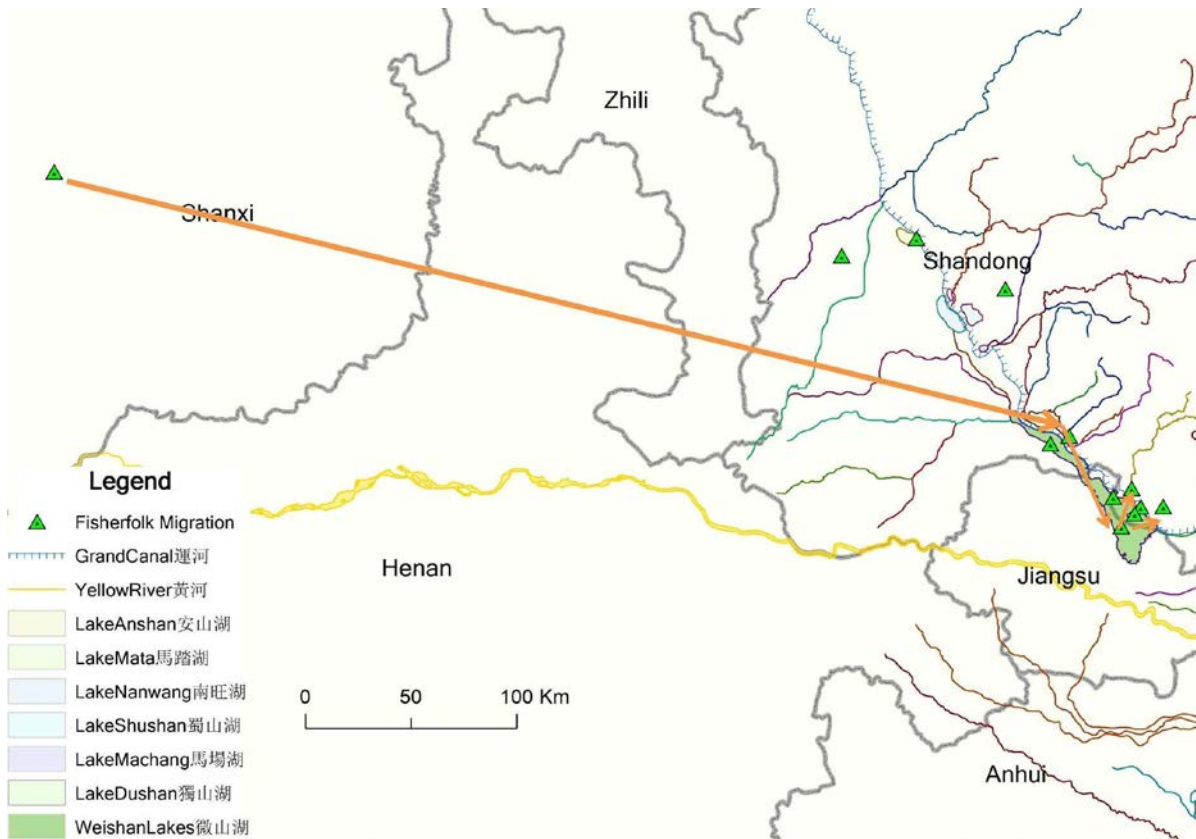 Zhili
Shanxi
Shandong
Henan
Jiangsu
Anhui
0 50 100 Km
Legend
Fisherfolk Migration
GrandCanal運河
YellowRiver黃河
LakeAnshan安山湖
LakeMata馬踏湖
LakeNanwang南旺湖
LakeShushan蜀山湖
LakeMachang馬場湖
LakeDushan獨山湖
WeishanLakes微山湖